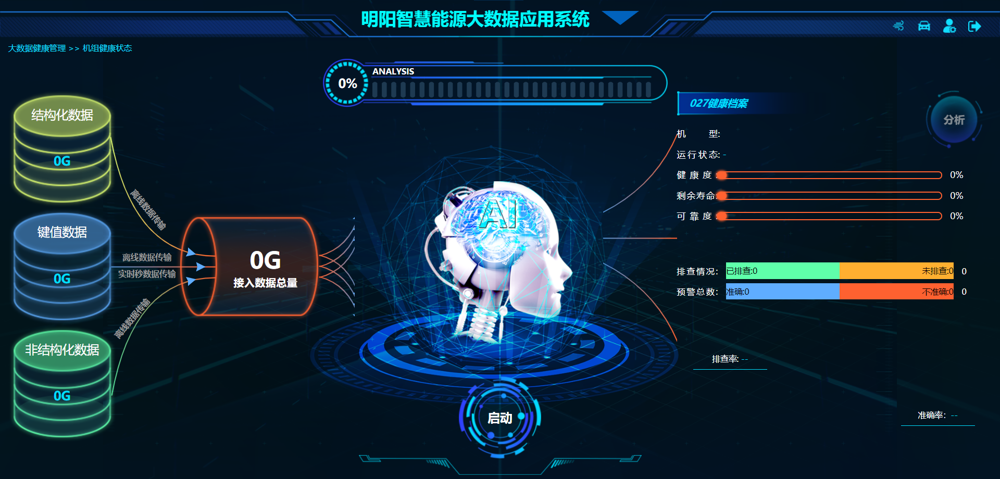 明阳智慧能源大数据应用系统
大数据健康管理 >> 机组健康状态
0%
ANALYSIS
结构化数据
0G
离线数据传输
键值数据
0G
离线数据传输
实时秒数据传输
离线数据传输
非结构化数据
0G
0G
接入数据总量
AI
启动
027健康档案
分析
机 型:
运行状态: -
健 康 度 : 0%
剩余寿命: 0%
可 靠 度 : 0%
排查情况: 已排查:0 未排查:0 0
预警总数: 准确:0 不准确:0 0
排查率: --
准确率: --